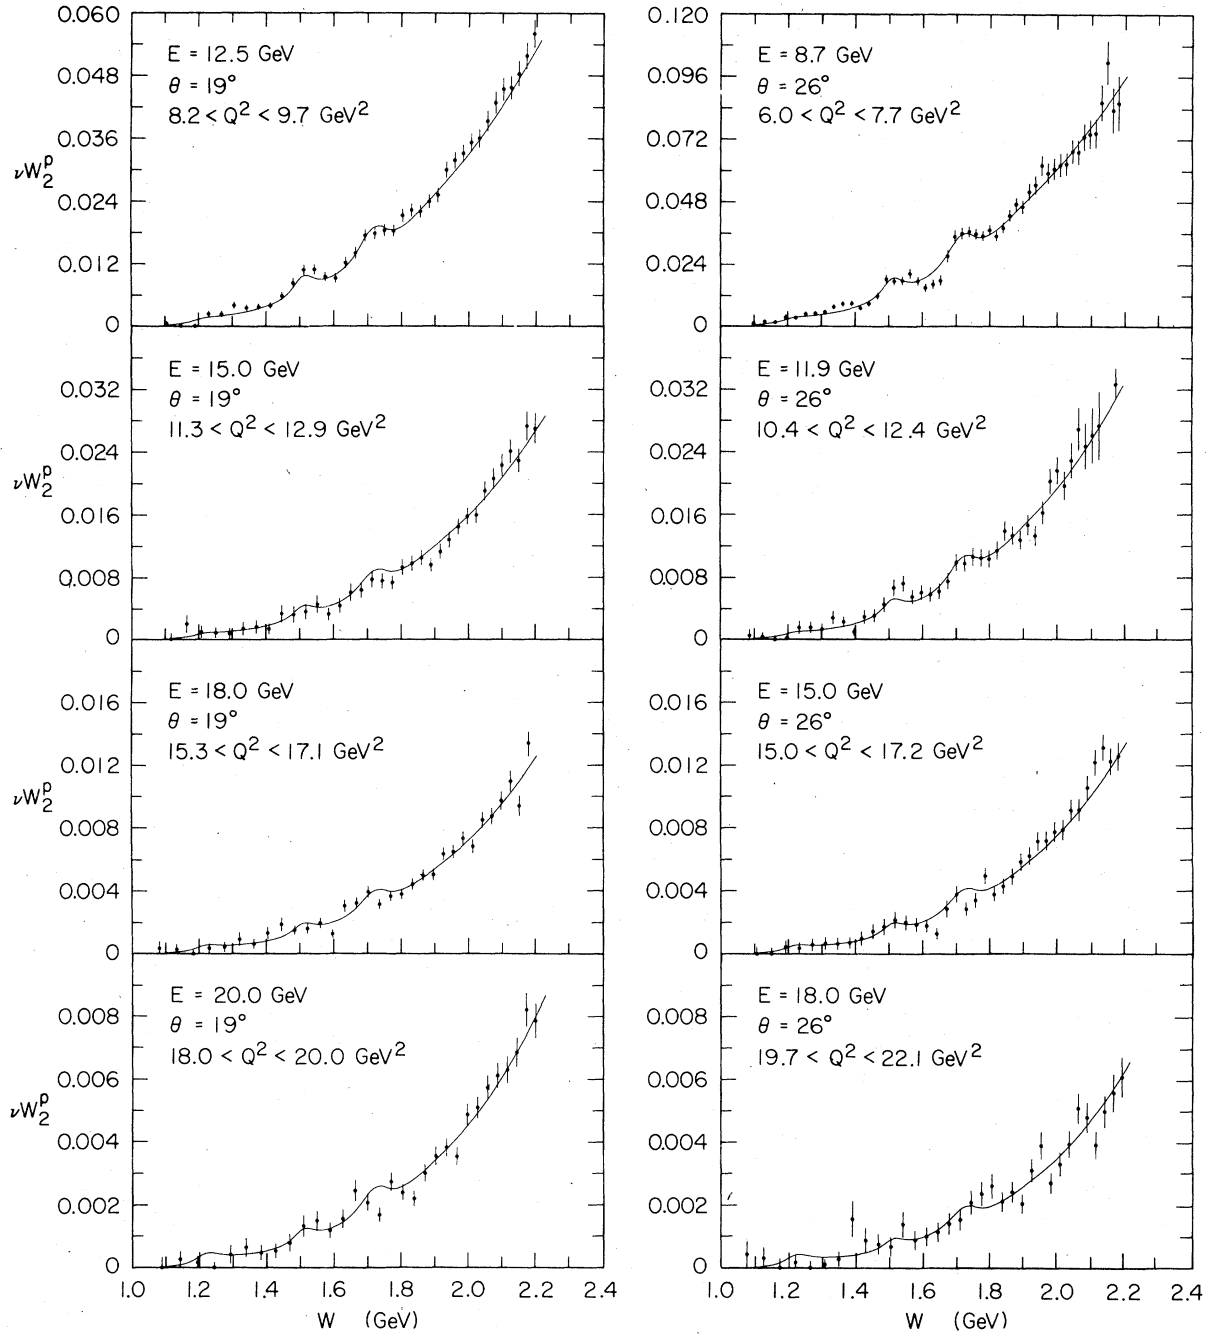 0.060
0.048
0.036
0.024
0.012
0
νW₂ᵖ
E = 12.5 GeV
θ = 19°
8.2 < Q² < 9.7 GeV²
0.120
0.096
0.072
0.048
0.024
0
E = 8.7 GeV
θ = 26°
6.0 < Q² < 7.7 GeV²
0.032
0.024
0.016
0.008
0
νW₂ᵖ
E = 15.0 GeV
θ = 19°
11.3 < Q² < 12.9 GeV²
0.032
0.024
0.016
0.008
0
E = 11.9 GeV
θ = 26°
10.4 < Q² < 12.4 GeV²
0.016
0.012
0.008
0.004
0
νW₂ᵖ
E = 18.0 GeV
θ = 19°
15.3 < Q² < 17.1 GeV²
0.016
0.012
0.008
0.004
0
E = 15.0 GeV
θ = 26°
15.0 < Q² < 17.2 GeV²
0.008
0.006
0.004
0.002
0
νW₂ᵖ
E = 20.0 GeV
θ = 19°
18.0 < Q² < 20.0 GeV²
1.0 1.2 1.4 1.6 1.8 2.0 2.2 2.4
W (GeV)
0.008
0.006
0.004
0.002
0
E = 18.0 GeV
θ = 26°
19.7 < Q² < 22.1 GeV²
1.0 1.2 1.4 1.6 1.8 2.0 2.2 2.4
W (GeV)